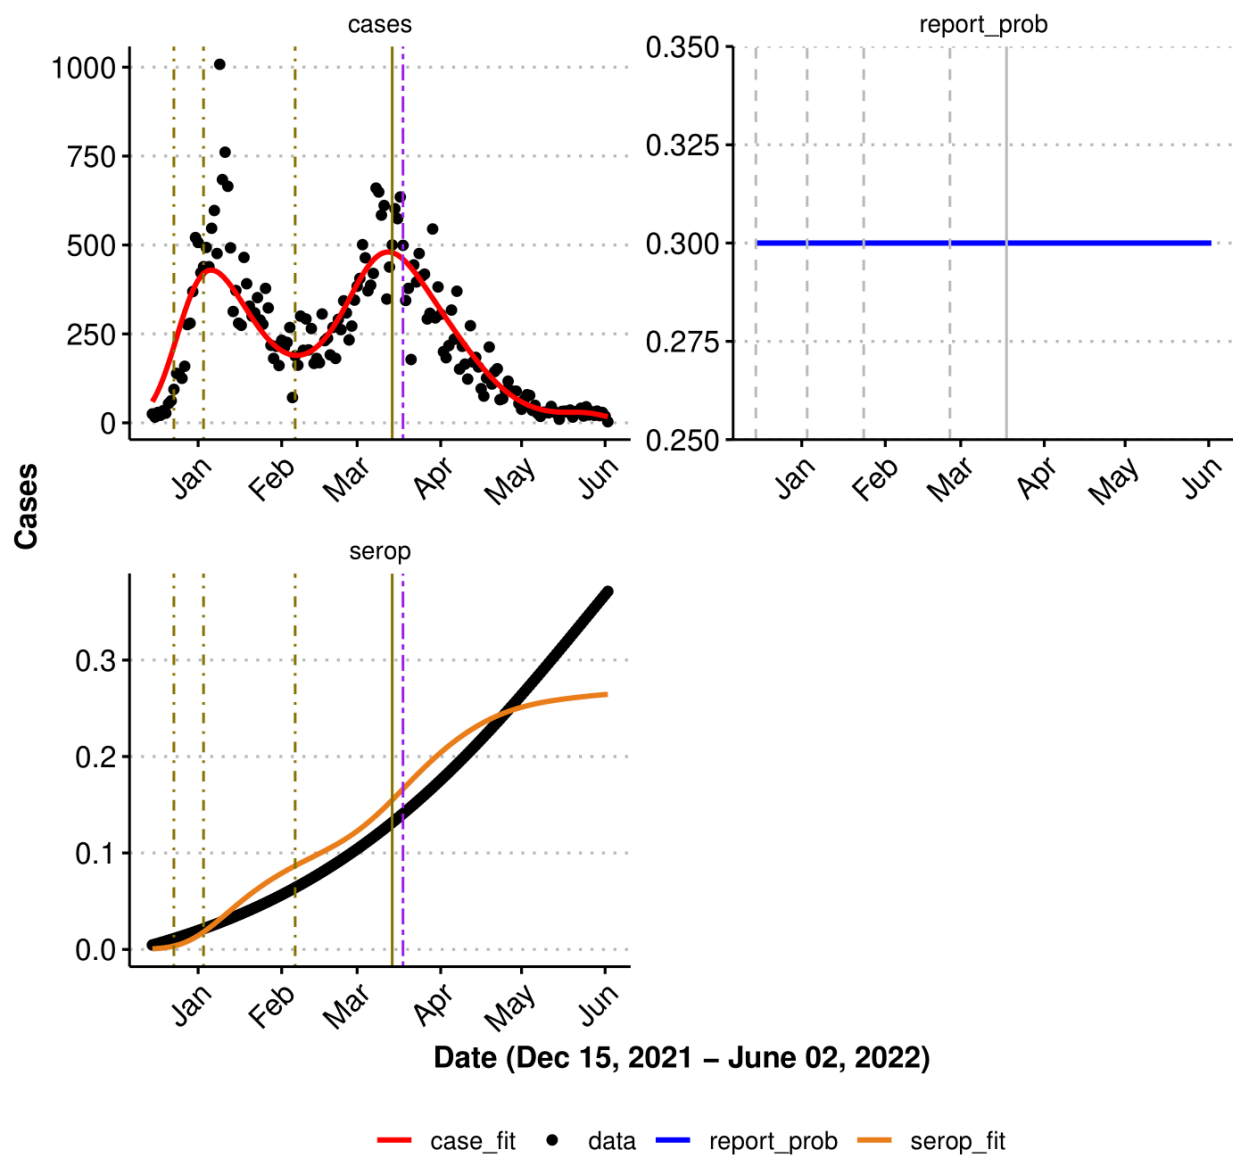 cases
report_prob
1000
750
500
250
0
Jan Feb Mar Apr May Jun
0.350
0.325
0.300
0.275
0.250
Jan Feb Mar Apr May Jun
Cases
serop
0.3
0.2
0.1
0.0
Jan Feb Mar Apr May Jun
Date (Dec 15, 2021 – June 02, 2022)
case_fit data report_prob serop_fit